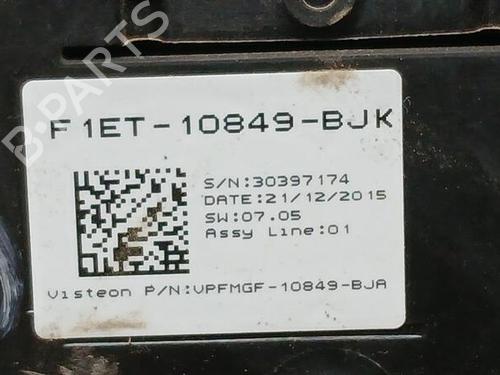 F1ET-10849-BJK
S/N:30397174
DATE:21/12/2015
SW:07.05
Assy Line:01
Visteon P/N:VPFMGF-10849-BJA
B-PARTS